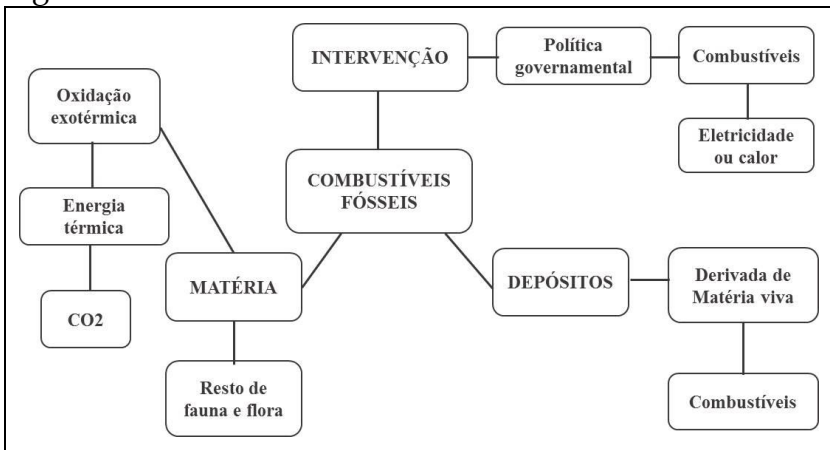 INTERVENÇÃO
Política
governamental
Combustíveis
Eletricidade
ou calor
Oxidação
exotérmica
Energia
térmica
CO2
COMBUSTÍVEIS
FÓSSEIS
MATÉRIA
Resto de
fauna e flora
DEPÓSITOS
Derivada de
Matéria viva
Combustíveis